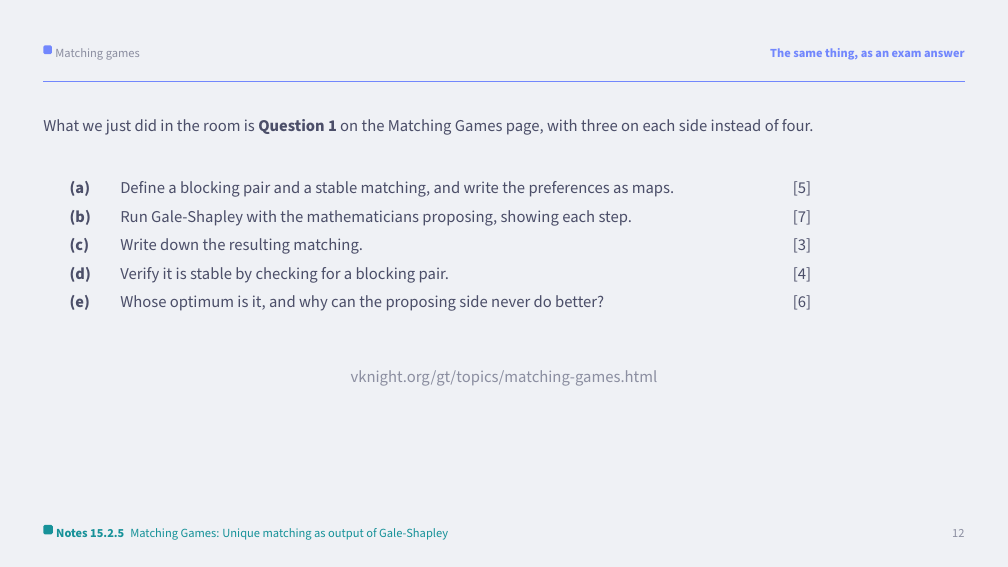 Matching games
The same thing, as an exam answer
What we just did in the room is Question 1 on the Matching Games page, with three on each side instead of four.
(a) Define a blocking pair and a stable matching, and write the preferences as maps. [5]
(b) Run Gale-Shapley with the mathematicians proposing, showing each step. [7]
(c) Write down the resulting matching. [3]
(d) Verify it is stable by checking for a blocking pair. [4]
(e) Whose optimum is it, and why can the proposing side never do better? [6]
vknight.org/gt/topics/matching-games.html
Notes 15.2.5 Matching Games: Unique matching as output of Gale-Shapley
12